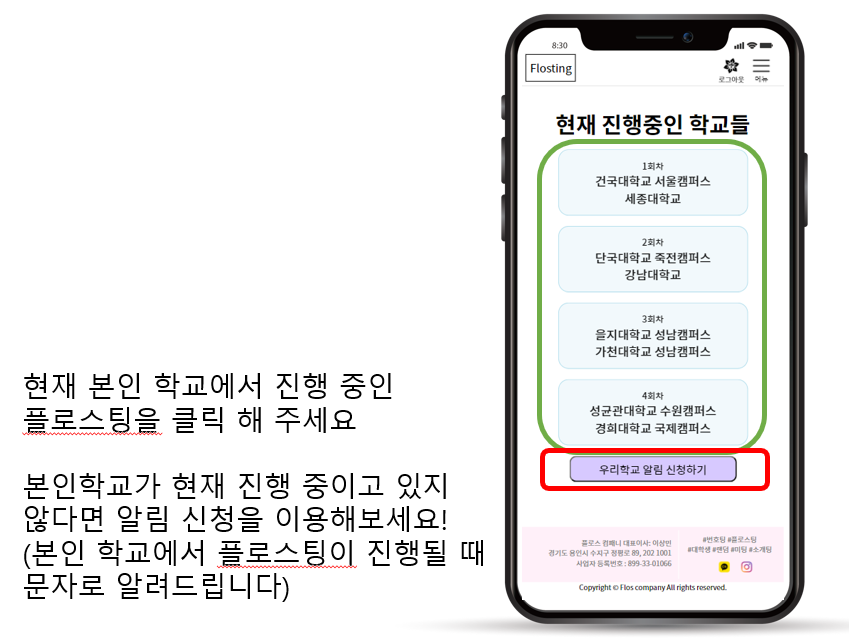 현재 본인 학교에서 진행 중인
플로스팅을 클릭 해 주세요
본인학교가 현재 진행 중이고 있지
않다면 알림 신청을 이용해보세요!
(본인 학교에서 플로스팅이 진행될 때
문자로 알려드립니다)
8:30
Flosting
로그아웃
메뉴
현재 진행중인 학교들
1회차
건국대학교 서울캠퍼스
세종대학교
2회차
단국대학교 죽전캠퍼스
강남대학교
3회차
을지대학교 성남캠퍼스
가천대학교 성남캠퍼스
4회차
성균관대학교 수원캠퍼스
경희대학교 국제캠퍼스
우리학교 알림 신청하기
플로스 컴패니 대표이사: 이상빈
경기도 용인시 수지구 정평로 89, 202 1001
사업자 등록번호 : 899-33-01066
#번호팅 #플로스팅
#대학생 #랜덤 #미팅 #소개팅
Copyright © Flos company All rights reserved.